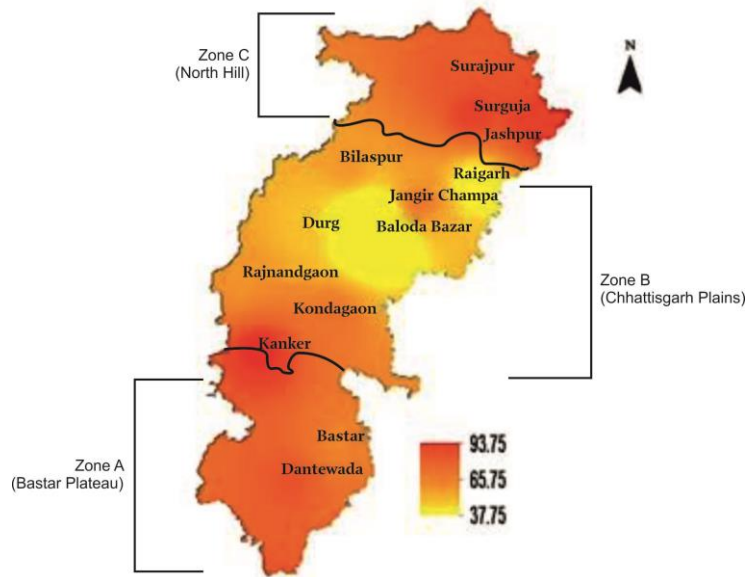 Zone C
(North Hill)
N
Surajpur
Surguja
Jashpur
Bilaspur
Raigarh
Jangir Champa
Durg
Baloda Bazar
Rajnandgaon
Zone B
(Chhattisgarh Plains)
Kondagaon
Kanker
Bastar
Dantewada
Zone A
(Bastar Plateau)
93.75
65.75
37.75